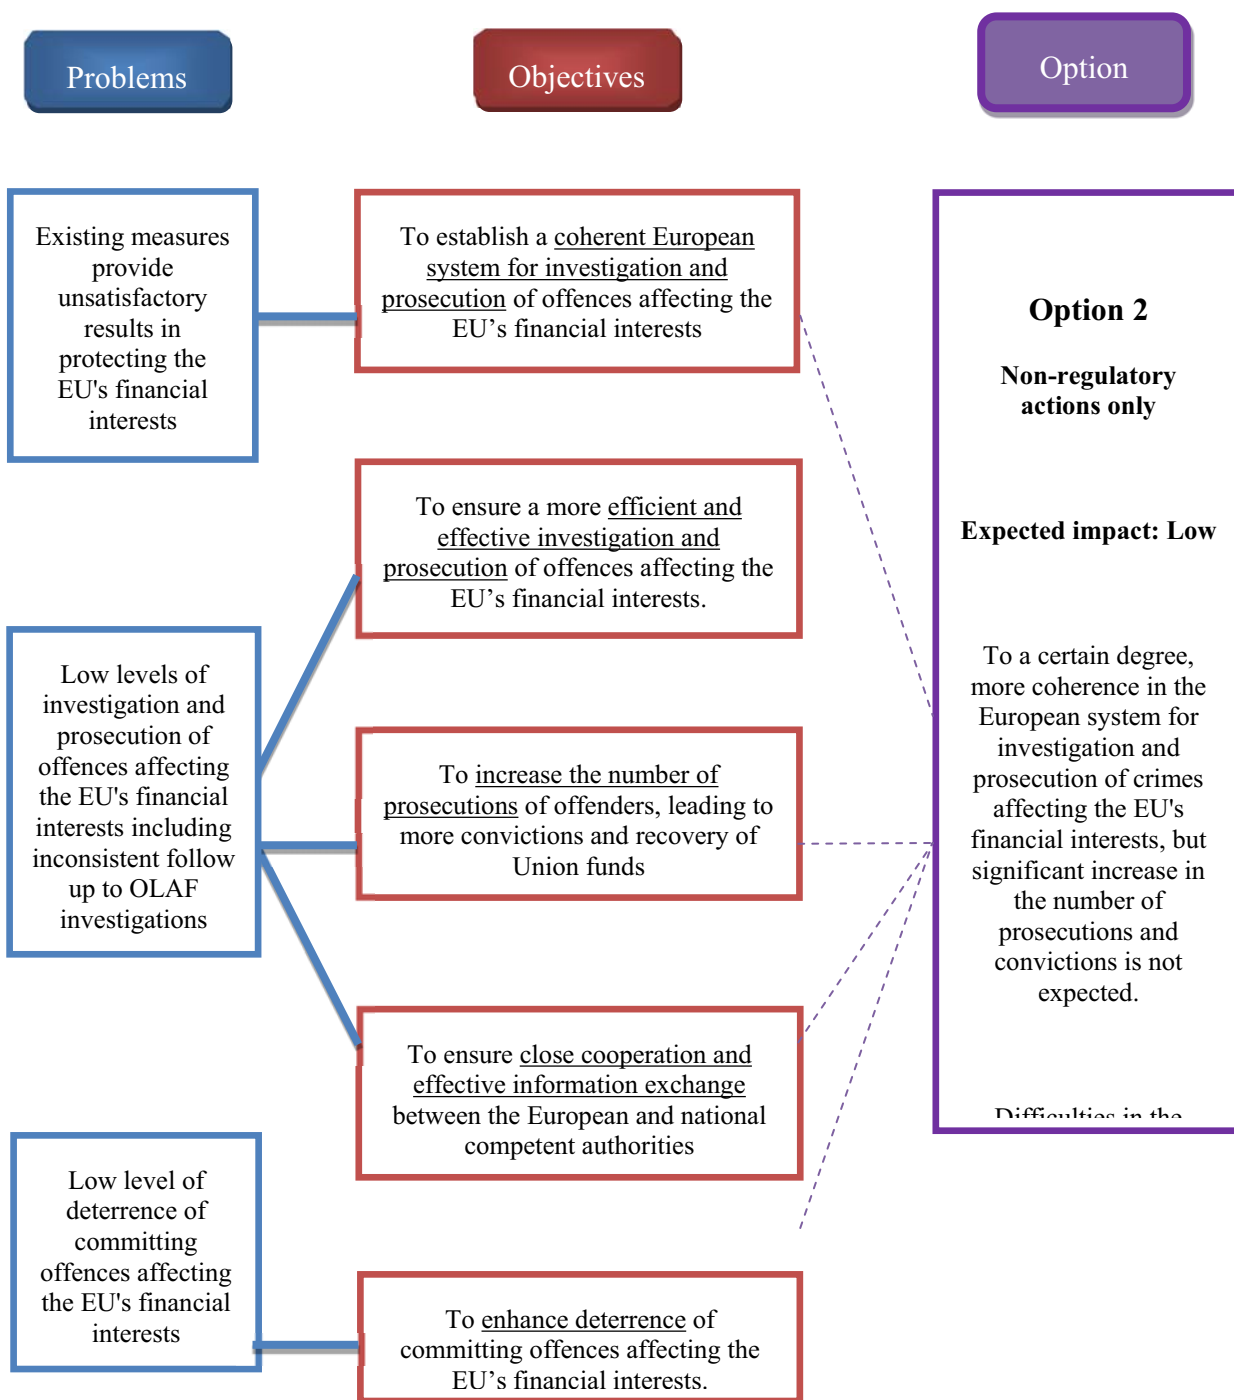 Problems
Objectives
Option
Existing measures
provide
unsatisfactory
results in
protecting the
EU's financial
interests
To establish a coherent European
system for investigation and
prosecution of offences affecting the
EU’s financial interests
To ensure a more efficient and
effective investigation and
prosecution of offences affecting the
EU’s financial interests.
Low levels of
investigation and
prosecution of
offences affecting
the EU's financial
interests including
inconsistent follow
up to OLAF
investigations
To increase the number of
prosecutions of offenders, leading to
more convictions and recovery of
Union funds
To ensure close cooperation and
effective information exchange
between the European and national
competent authorities
Low level of
deterrence of
committing
offences affecting
the EU's financial
interests
To enhance deterrence of
committing offences affecting the
EU’s financial interests.
Option 2
Non-regulatory
actions only
Expected impact: Low
To a certain degree,
more coherence in the
European system for
investigation and
prosecution of crimes
affecting the EU's
financial interests, but
significant increase in
the number of
prosecutions and
convictions is not
expected.
Difficulties in the